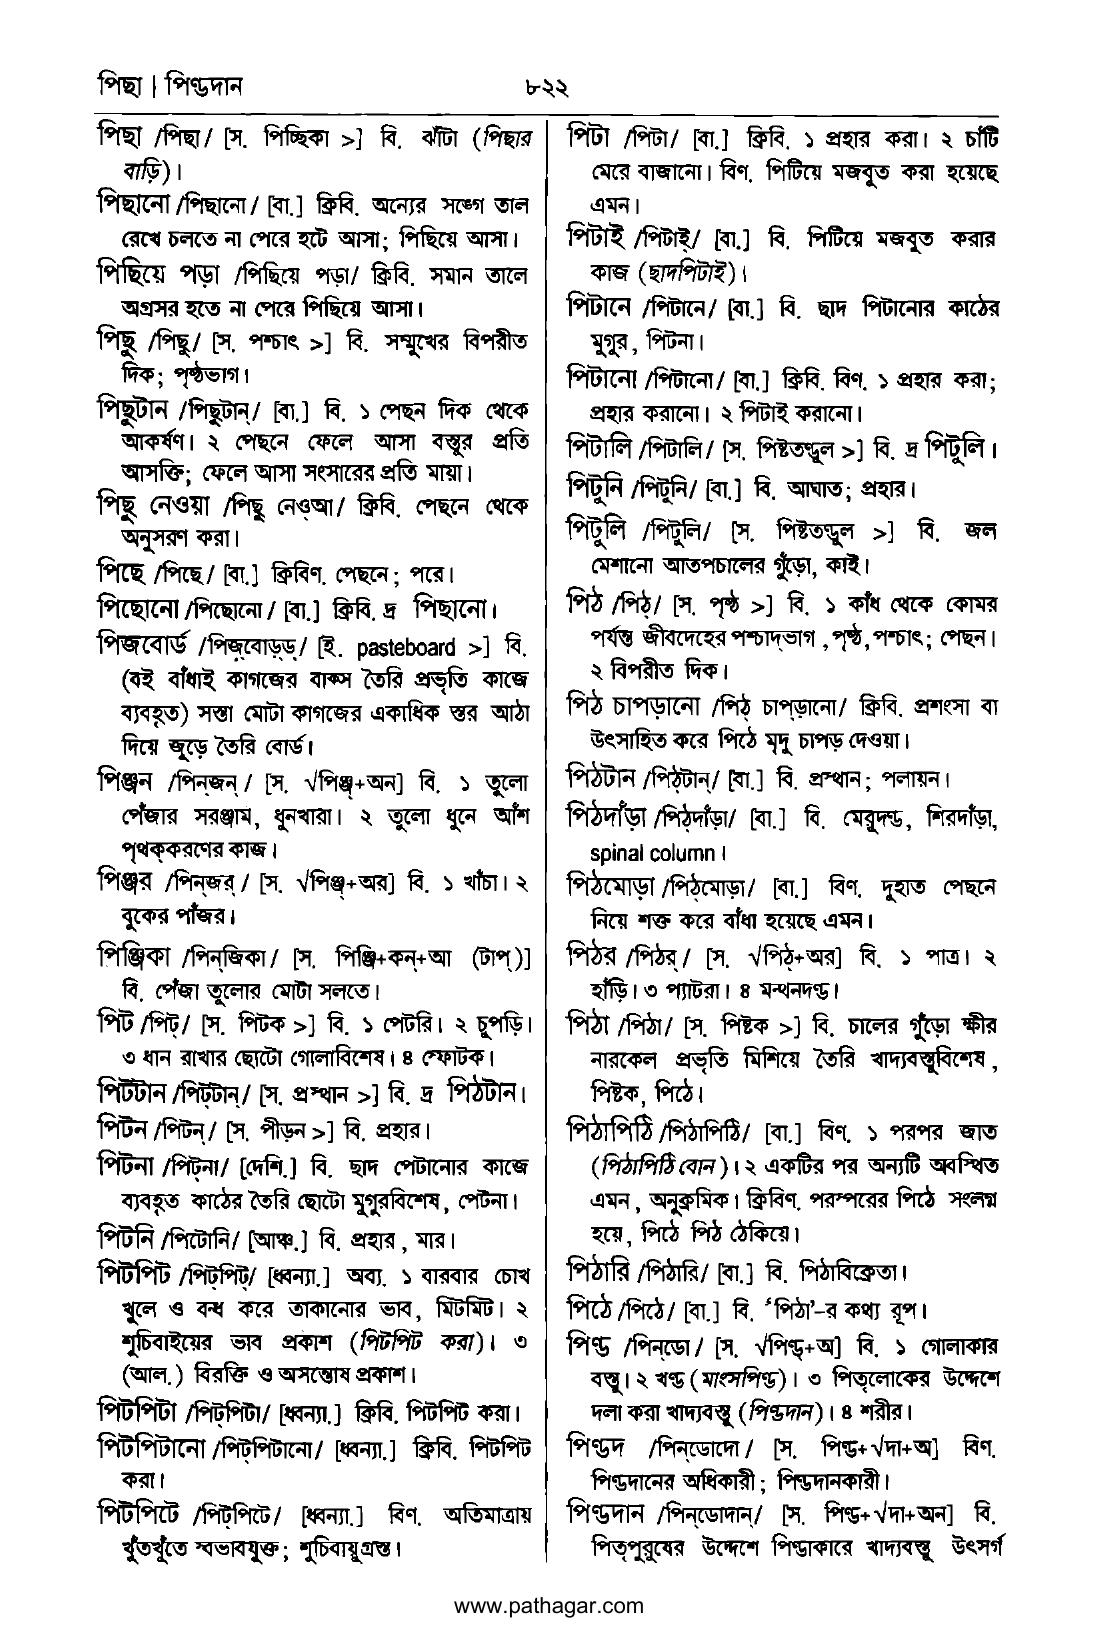 পিছা | পিণ্ডদান
৮২২
পিছা /পিছা/ [স. পিচ্ছিকা >] বি. ঝাঁটা (পিছার
বাড়ি)।
পিছানো /পিছানো/ [বা.] ক্রিবি. অন্যের সঙ্গে তাল
রেখে চলতে না পেরে হটে আসা; পিছিয়ে আসা।
পিছিয়ে পড়া /পিছিয়ে পড়া/ ক্রিবি. সমান তালে
অগ্রসর হতে না পেরে পিছিয়ে আসা।
পিছু /পিছু/ [স. পশ্চাৎ >] বি. সম্মুখের বিপরীত
দিক; পৃষ্ঠভাগ।
পিছুটান /পিছুটান্/ [বা.] বি. ১ পেছন দিক থেকে
আকর্ষণ। ২ পেছনে ফেলে আসা বস্তুর প্রতি
আসক্তি; ফেলে আসা সংসারের প্রতি মায়া।
পিছু নেওয়া /পিছু নেও্আ/ ক্রিবি. পেছনে থেকে
অনুসরণ করা।
পিছে /পিছে/ [বা.] ক্রিবিণ. পেছনে; পরে।
পিছোনো /পিছোনো/ [বা.] ক্রিবি. দ্র পিছানো।
পিজবোর্ড /পিজ্‌বোড়্‌ড্/ [ই. pasteboard >] বি.
(বই বাঁধাই কাগজের বাক্স তৈরি প্রভৃতি কাজে
ব্যবহৃত) সস্তা মোটা কাগজের একাধিক স্তর আঠা
দিয়ে জুড়ে তৈরি বোর্ড।
পিঞ্জন /পিন্‌জন্/ [স. √পিঞ্জ্+অন] বি. ১ তুলো
পেঁজার সরঞ্জাম, ধুনখারা। ২ তুলো ধুনে আঁশ
পৃথক্‌করণের কাজ।
পিঞ্জর /পিন্‌জর্/ [স. √পিঞ্জ্+অর] বি. ১ খাঁচা। ২
বুকের পাঁজর।
পিঞ্জিকা /পিন্‌জিকা/ [স. পিঞ্জি+কন্+আ (টাপ্)]
বি. পেঁজা তুলোর মোটা সলতে।
পিট /পিট্/ [স. পিটক >] বি. ১ পেটরি। ২ চুপড়ি।
৩ ধান রাখার ছোটো গোলাবিশেষ। ৪ স্ফোটক।
পিটটান /পিট্‌টান্/ [স. প্রস্থান >] বি. দ্র পিঠটান।
পিটন /পিটন্/ [স. পীড়ন >] বি. প্রহার।
পিটনা /পিট্‌না/ [দেশি.] বি. ছাদ পেটানোর কাজে
ব্যবহৃত কাঠের তৈরি ছোটো মুগুরবিশেষ, পেটনা।
পিটনি /পিটোনি/ [আঞ্চ.] বি. প্রহার, মার।
পিটপিট /পিট্‌পিট্/ [ধ্বন্যা.] অব্য. ১ বারবার চোখ
খুলে ও বন্ধ করে তাকানোর ভাব, মিটমিট। ২
শুচিবাইয়ের ভাব প্রকাশ (পিটপিট করা)। ৩
(আল.) বিরক্তি ও অসন্তোষ প্রকাশ।
পিটপিটা /পিট্‌পিটা/ [ধ্বন্যা.] ক্রিবি. পিটপিট করা।
পিটপিটানো /পিট্‌পিটানো/ [ধ্বন্যা.] ক্রিবি. পিটপিট
করা।
পিটপিটে /পিট্‌পিটে/ [ধ্বন্যা.] বিণ. অতিমাত্রায়
খুঁতখুঁতে স্বভাবযুক্ত; শুচিবায়ুগ্রস্ত।
পিটা /পিটা/ [বা.] ক্রিবি. ১ প্রহার করা। ২ চাঁটি
মেরে বাজানো। বিণ. পিটিয়ে মজবুত করা হয়েছে
এমন।
পিটাই /পিটাই্/ [বা.] বি. পিটিয়ে মজবুত করার
কাজ (ছাদপিটাই)।
পিটানে /পিটানে/ [বা.] বি. ছাদ পিটানোর কাঠের
মুগুর, পিটনা।
পিটানো /পিটানো/ [বা.] ক্রিবি. বিণ. ১ প্রহার করা;
প্রহার করানো। ২ পিটাই করানো।
পিটালি /পিটালি/ [স. পিষ্টতণ্ডুল >] বি. দ্র পিটুলি।
পিটুনি /পিটুনি/ [বা.] বি. আঘাত; প্রহার।
পিটুলি /পিটুলি/ [স. পিষ্টতণ্ডুল >] বি. জল
মেশানো আতপচালের গুঁড়ো, কাই।
পিঠ /পিঠ্/ [স. পৃষ্ঠ >] বি. ১ কাঁধ থেকে কোমর
পর্যন্ত জীবদেহের পশ্চাদ্‌ভাগ, পৃষ্ঠ, পশ্চাৎ; পেছন।
২ বিপরীত দিক।
পিঠ চাপড়ানো /পিঠ্ চাপ্‌ড়ানো/ ক্রিবি. প্রশংসা বা
উৎসাহিত করে পিঠে মৃদু চাপড় দেওয়া।
পিঠটান /পিঠ্‌টান্/ [বা.] বি. প্রস্থান; পলায়ন।
পিঠদাঁড়া /পিঠ্‌দাঁড়া/ [বা.] বি. মেরুদণ্ড, শিরদাঁড়া,
spinal column।
পিঠমোড়া /পিঠ্‌মোড়া/ [বা.] বিণ. দুহাত পেছনে
নিয়ে শক্ত করে বাঁধা হয়েছে এমন।
পিঠর /পিঠর্/ [স. √পিঠ্+অর] বি. ১ পাত্র। ২
হাঁড়ি। ৩ প্যাটরা। ৪ মন্থনদণ্ড।
পিঠা /পিঠা/ [স. পিষ্টক >] বি. চালের গুঁড়ো ক্ষীর
নারকেল প্রভৃতি মিশিয়ে তৈরি খাদ্যবস্তুবিশেষ,
পিষ্টক, পিঠে।
পিঠাপিঠি /পিঠাপিঠি/ [বা.] বিণ. ১ পরপর জাত
(পিঠাপিঠি বোন)। ২ একটির পর অন্যটি অবস্থিত
এমন, অনুক্রমিক। ক্রিবিণ. পরস্পরের পিঠে সংলগ্ন
হয়ে, পিঠে পিঠ ঠেকিয়ে।
পিঠারি /পিঠারি/ [বা.] বি. পিঠাবিক্রেতা।
পিঠে /পিঠে/ [বা.] বি. ‘পিঠা’–র কথ্য রূপ।
পিণ্ড /পিন্‌ডো/ [স. √পিণ্ড্+অ] বি. ১ গোলাকার
বস্তু। ২ খণ্ড (মাংসপিণ্ড)। ৩ পিতৃলোকের উদ্দেশে
দলা করা খাদ্যবস্তু (পিণ্ডদান)। ৪ শরীর।
পিণ্ডদ /পিন্‌ডোদো/ [স. পিণ্ড+√দা+অ] বিণ.
পিণ্ডদানের অধিকারী; পিণ্ডদানকারী।
পিণ্ডদান /পিন্‌ডোদান্/ [স. পিণ্ড+√দা+অন] বি.
পিতৃপুরুষের উদ্দেশে পিণ্ডাকারে খাদ্যবস্তু উৎসর্গ
www.pathagar.com